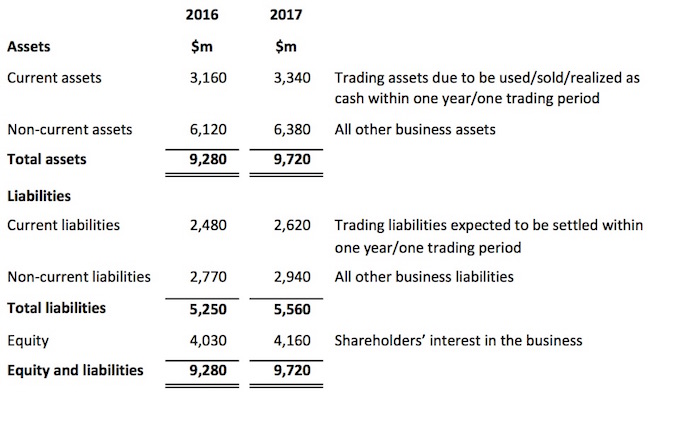 2016 2017
Assets $m $m
Current assets 3,160 3,340 Trading assets due to be used/sold/realized as
cash within one year/one trading period
Non-current assets 6,120 6,380 All other business assets
Total assets 9,280 9,720
Liabilities
Current liabilities 2,480 2,620 Trading liabilities expected to be settled within
one year/one trading period
Non-current liabilities 2,770 2,940 All other business liabilities
Total liabilities 5,250 5,560
Equity 4,030 4,160 Shareholders’ interest in the business
Equity and liabilities 9,280 9,720